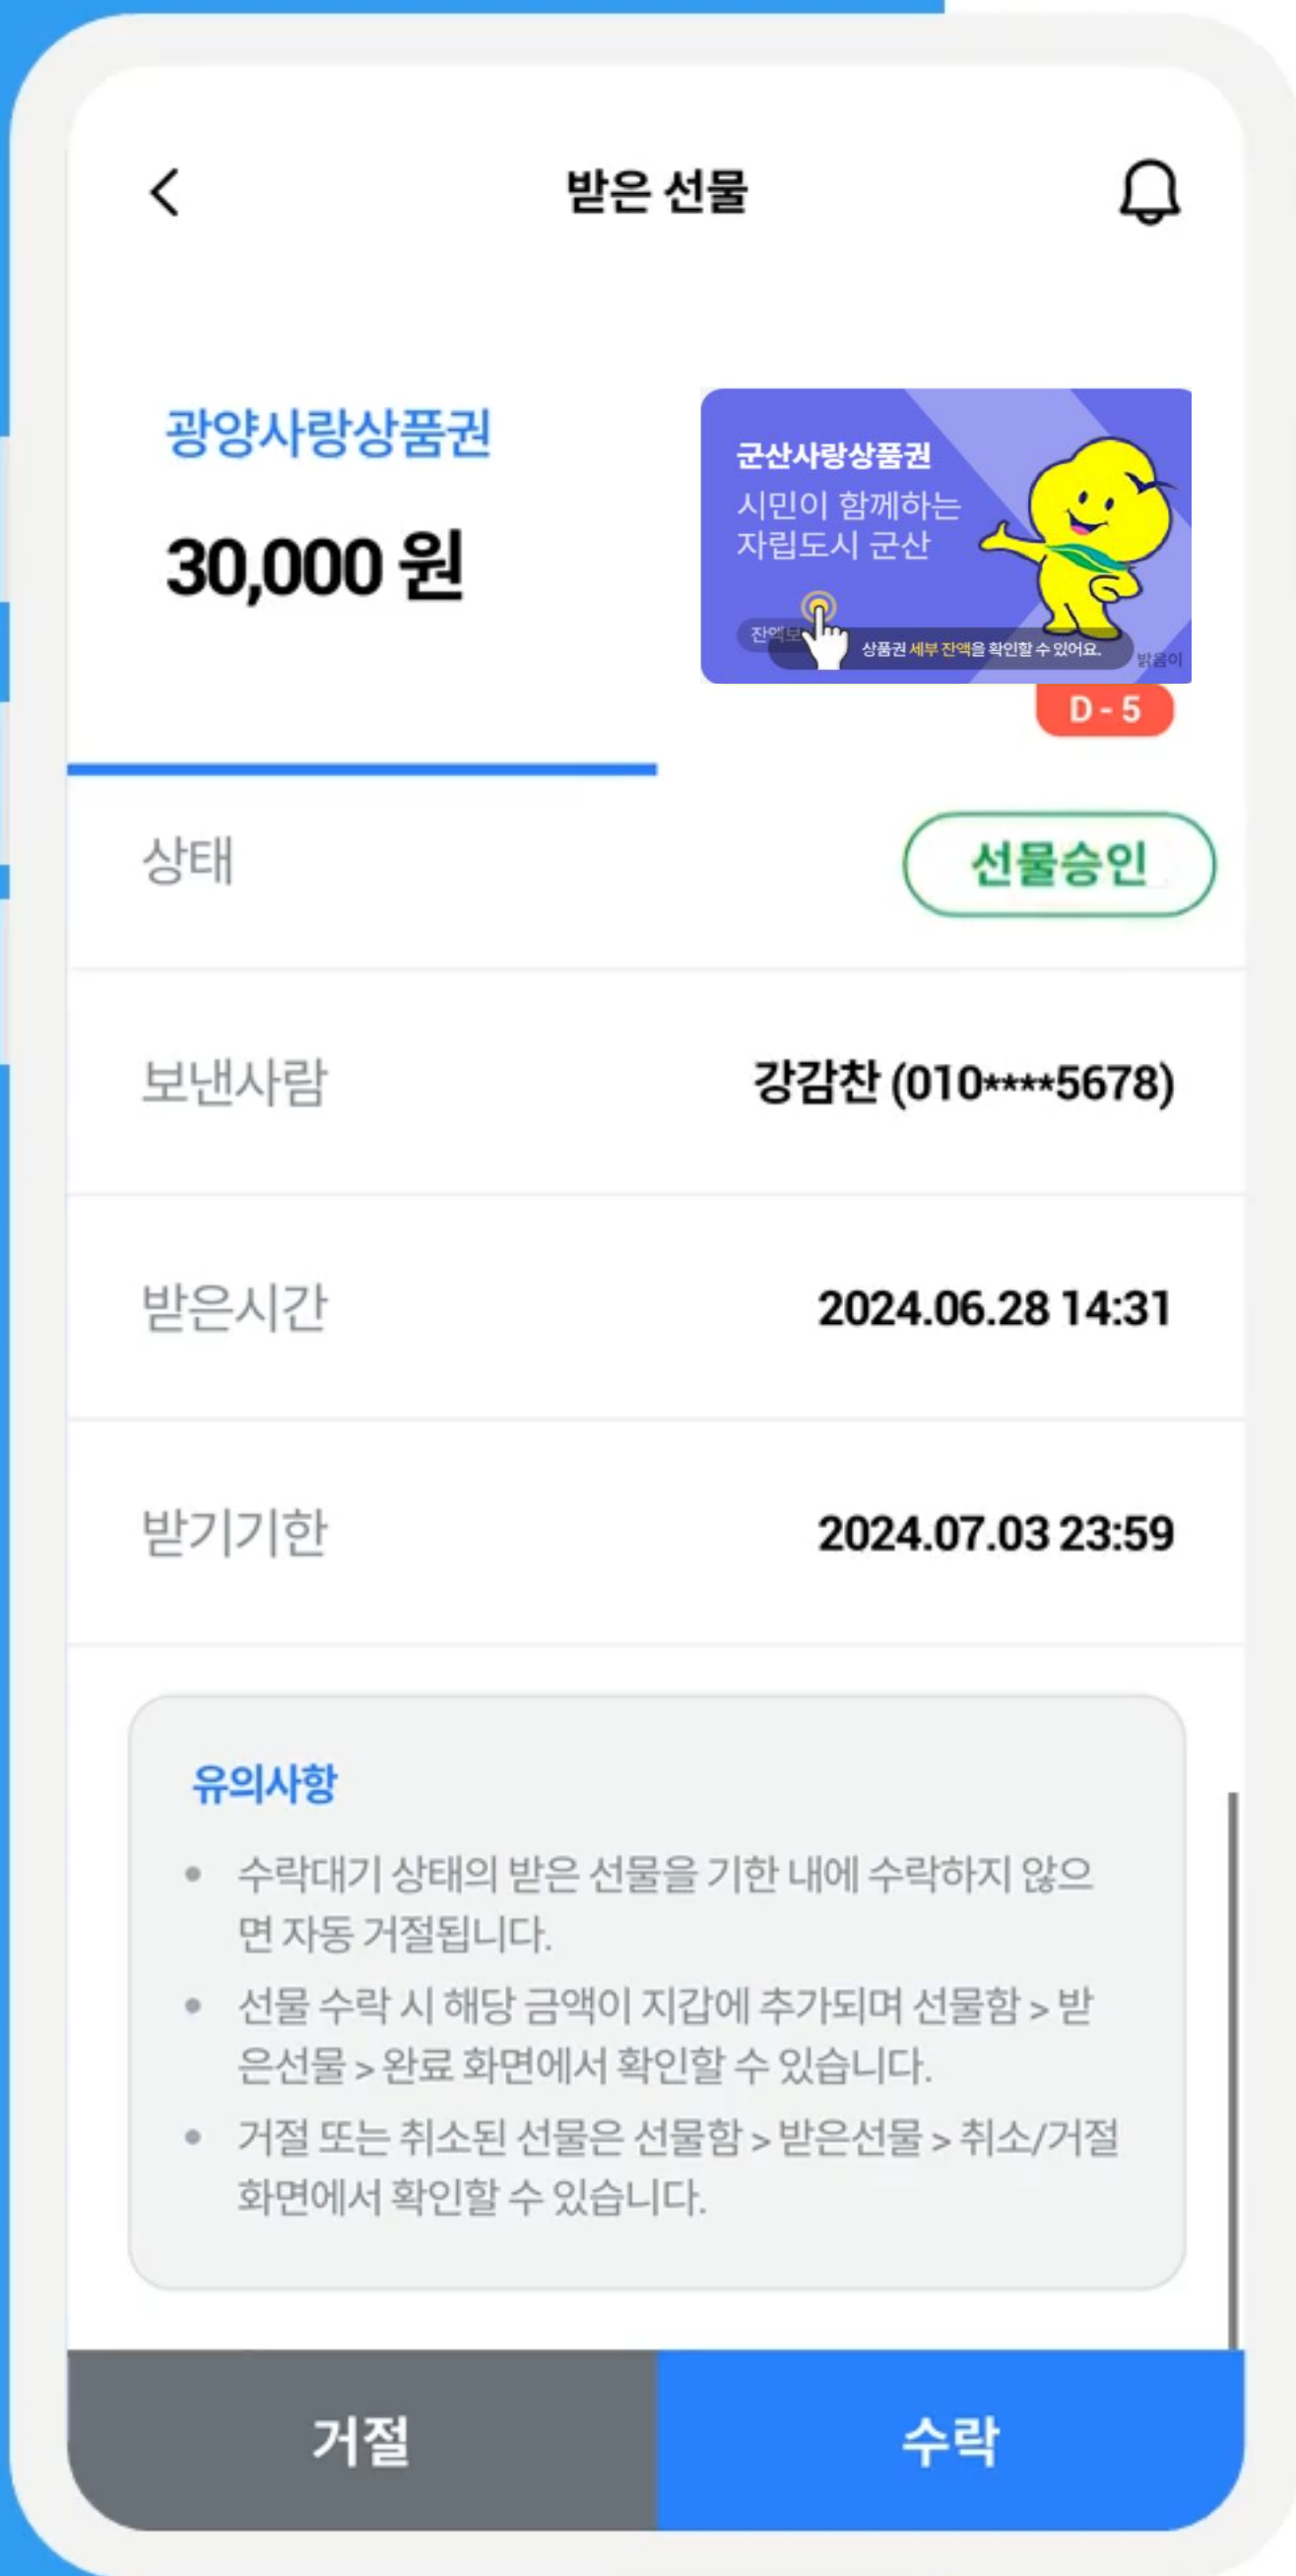 받은 선물
광양사랑상품권
30,000 원
군산사랑상품권
시민이 함께하는
자립도시 군산
잔액보
상품권 세부 잔액을 확인할 수 있어요.
밝음이
D - 5
상태
선물승인
보낸사람
강감찬 (010****5678)
받은시간
2024.06.28 14:31
받기기한
2024.07.03 23:59
유의사항
• 수락대기 상태의 받은 선물을 기한 내에 수락하지 않으
면 자동 거절됩니다.
• 선물 수락 시 해당 금액이 지갑에 추가되며 선물함 > 받
은선물 > 완료 화면에서 확인할 수 있습니다.
• 거절 또는 취소된 선물은 선물함 > 받은선물 > 취소/거절
화면에서 확인할 수 있습니다.
거절
수락